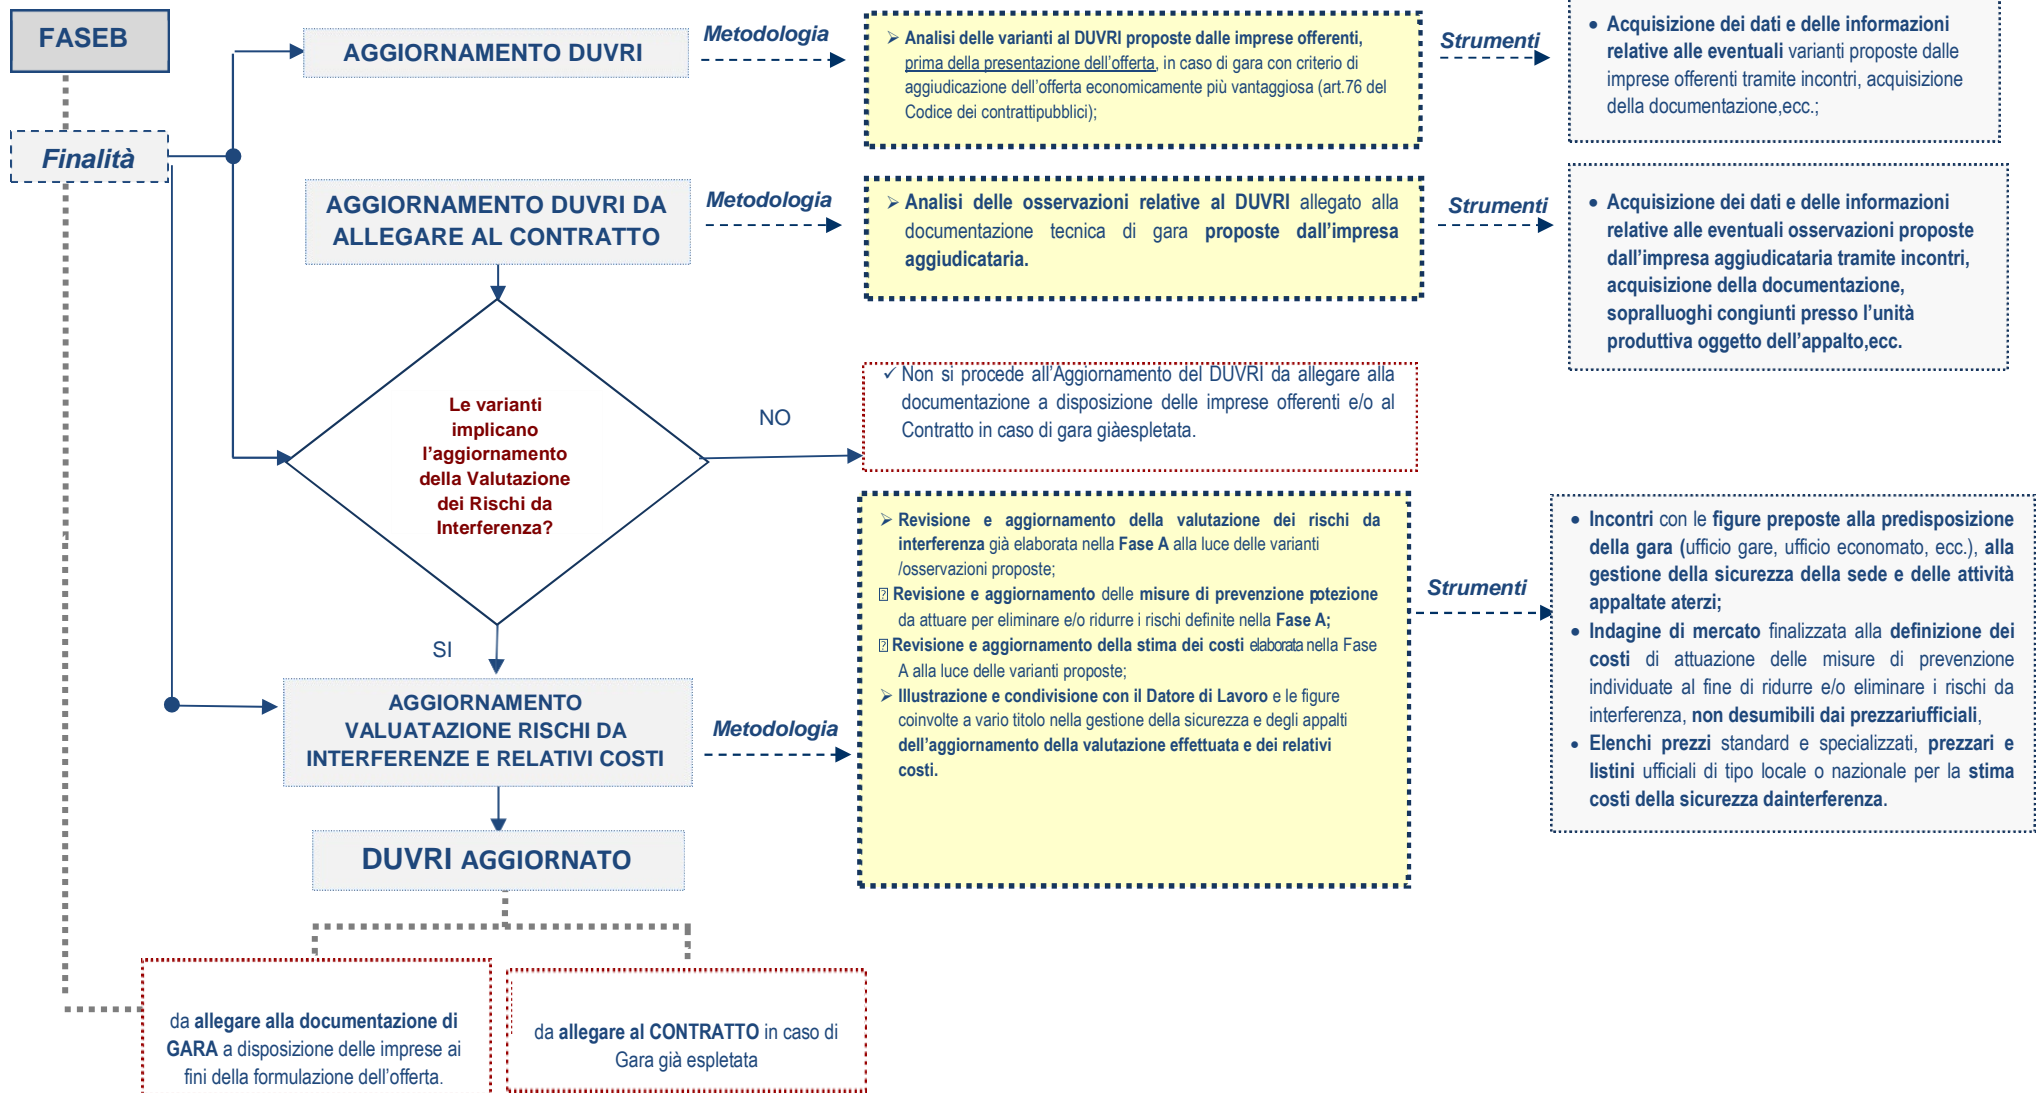 FASEB
Finalità
AGGIORNAMENTO DUVRI
Metodologia
➢ Analisi delle varianti al DUVRI proposte dalle imprese offerenti,
prima della presentazione dell'offerta, in caso di gara con criterio di
aggiudicazione dell'offerta economicamente più vantaggiosa (art.76 del
Codice dei contrattipubblici);
Strumenti
• Acquisizione dei dati e delle informazioni
relative alle eventuali varianti proposte dalle
imprese offerenti tramite incontri, acquisizione
della documentazione,ecc.;
AGGIORNAMENTO DUVRI DA
ALLEGARE AL CONTRATTO
Metodologia
➢ Analisi delle osservazioni relative al DUVRI allegato alla
documentazione tecnica di gara proposte dall'impresa
aggiudicataria.
Strumenti
• Acquisizione dei dati e delle informazioni
relative alle eventuali osservazioni proposte
dall'impresa aggiudicataria tramite incontri,
acquisizione della documentazione,
sopralluoghi congiunti presso l'unità
produttiva oggetto dell'appalto,ecc.
Le varianti
implicano
l'aggiornamento
della Valutazione
dei Rischi da
Interferenza?
NO
✓ Non si procede all'Aggiornamento del DUVRI da allegare alla
documentazione a disposizione delle imprese offerenti e/o al
Contratto in caso di gara giàespletata.
SI
AGGIORNAMENTO
VALUATAZIONE RISCHI DA
INTERFERENZE E RELATIVI COSTI
Metodologia
➢ Revisione e aggiornamento della valutazione dei rischi da
interferenza già elaborata nella Fase A alla luce delle varianti
/osservazioni proposte;
⍰ Revisione e aggiornamento delle misure di prevenzione potezione
da attuare per eliminare e/o ridurre i rischi definite nella Fase A;
⍰ Revisione e aggiornamento della stima dei costi elaborata nella Fase
A alla luce delle varianti proposte;
➢ Illustrazione e condivisione con il Datore di Lavoro e le figure
coinvolte a vario titolo nella gestione della sicurezza e degli appalti
dell'aggiornamento della valutazione effettuata e dei relativi
costi.
Strumenti
• Incontri con le figure preposte alla predisposizione
della gara (ufficio gare, ufficio economato, ecc.), alla
gestione della sicurezza della sede e delle attività
appaltate aterzi;
• Indagine di mercato finalizzata alla definizione dei
costi di attuazione delle misure di prevenzione
individuate al fine di ridurre e/o eliminare i rischi da
interferenza, non desumibili dai prezzariufficiali,
• Elenchi prezzi standard e specializzati, prezzari e
listini ufficiali di tipo locale o nazionale per la stima
costi della sicurezza dainterferenza.
DUVRI AGGIORNATO
da allegare alla documentazione di
GARA a disposizione delle imprese ai
fini della formulazione dell'offerta.
da allegare al CONTRATTO in caso di
Gara già espletata